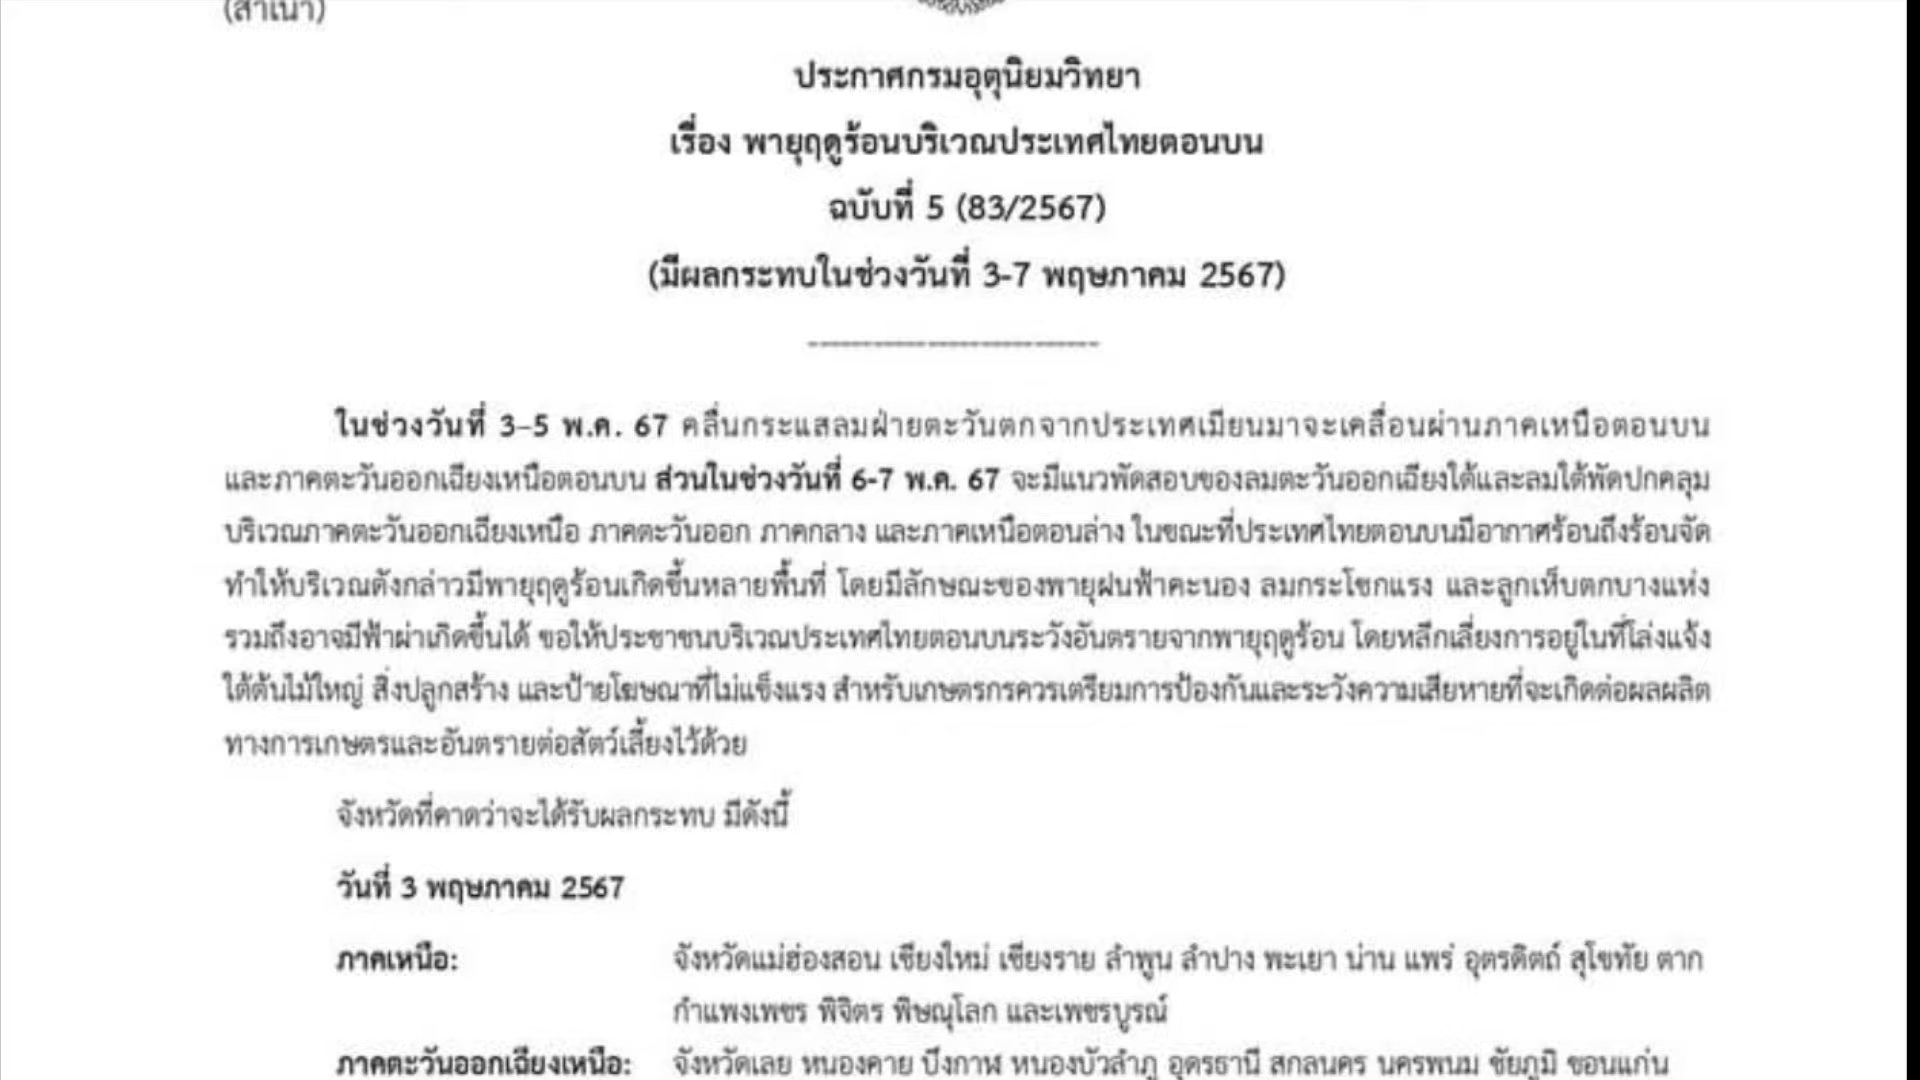 (สำเนา)
ประกาศกรมอุตุนิยมวิทยา
เรื่อง พายุฤดูร้อนบริเวณประเทศไทยตอนบน
ฉบับที่ 5 (83/2567)
(มีผลกระทบในช่วงวันที่ 3-7 พฤษภาคม 2567)
---------------------------
ในช่วงวันที่ 3–5 พ.ค. 67 คลื่นกระแสลมฝ่ายตะวันตกจากประเทศเมียนมาจะเคลื่อนผ่านภาคเหนือตอนบน
และภาคตะวันออกเฉียงเหนือตอนบน ส่วนในช่วงวันที่ 6-7 พ.ค. 67 จะมีแนวพัดสอบของลมตะวันออกเฉียงใต้และลมใต้พัดปกคลุม
บริเวณภาคตะวันออกเฉียงเหนือ ภาคตะวันออก ภาคกลาง และภาคเหนือตอนล่าง ในขณะที่ประเทศไทยตอนบนมีอากาศร้อนถึงร้อนจัด
ทำให้บริเวณดังกล่าวมีพายุฤดูร้อนเกิดขึ้นหลายพื้นที่ โดยมีลักษณะของพายุฝนฟ้าคะนอง ลมกระโชกแรง และลูกเห็บตกบางแห่ง
รวมถึงอาจมีฟ้าผ่าเกิดขึ้นได้ ขอให้ประชาชนบริเวณประเทศไทยตอนบนระวังอันตรายจากพายุฤดูร้อน โดยหลีกเลี่ยงการอยู่ในที่โล่งแจ้ง
ใต้ต้นไม้ใหญ่ สิ่งปลูกสร้าง และป้ายโฆษณาที่ไม่แข็งแรง สำหรับเกษตรกรควรเตรียมการป้องกันและระวังความเสียหายที่จะเกิดต่อผลผลิต
ทางการเกษตรและอันตรายต่อสัตว์เลี้ยงไว้ด้วย
จังหวัดที่คาดว่าจะได้รับผลกระทบ มีดังนี้
วันที่ 3 พฤษภาคม 2567
ภาคเหนือ: จังหวัดแม่ฮ่องสอน เชียงใหม่ เชียงราย ลำพูน ลำปาง พะเยา น่าน แพร่ อุตรดิตถ์ สุโขทัย ตาก
กำแพงเพชร พิจิตร พิษณุโลก และเพชรบูรณ์
ภาคตะวันออกเฉียงเหนือ: จังหวัดเลย หนองคาย บึงกาฬ หนองบัวลำภู อุดรธานี สกลนคร นครพนม ชัยภูมิ ขอนแก่น